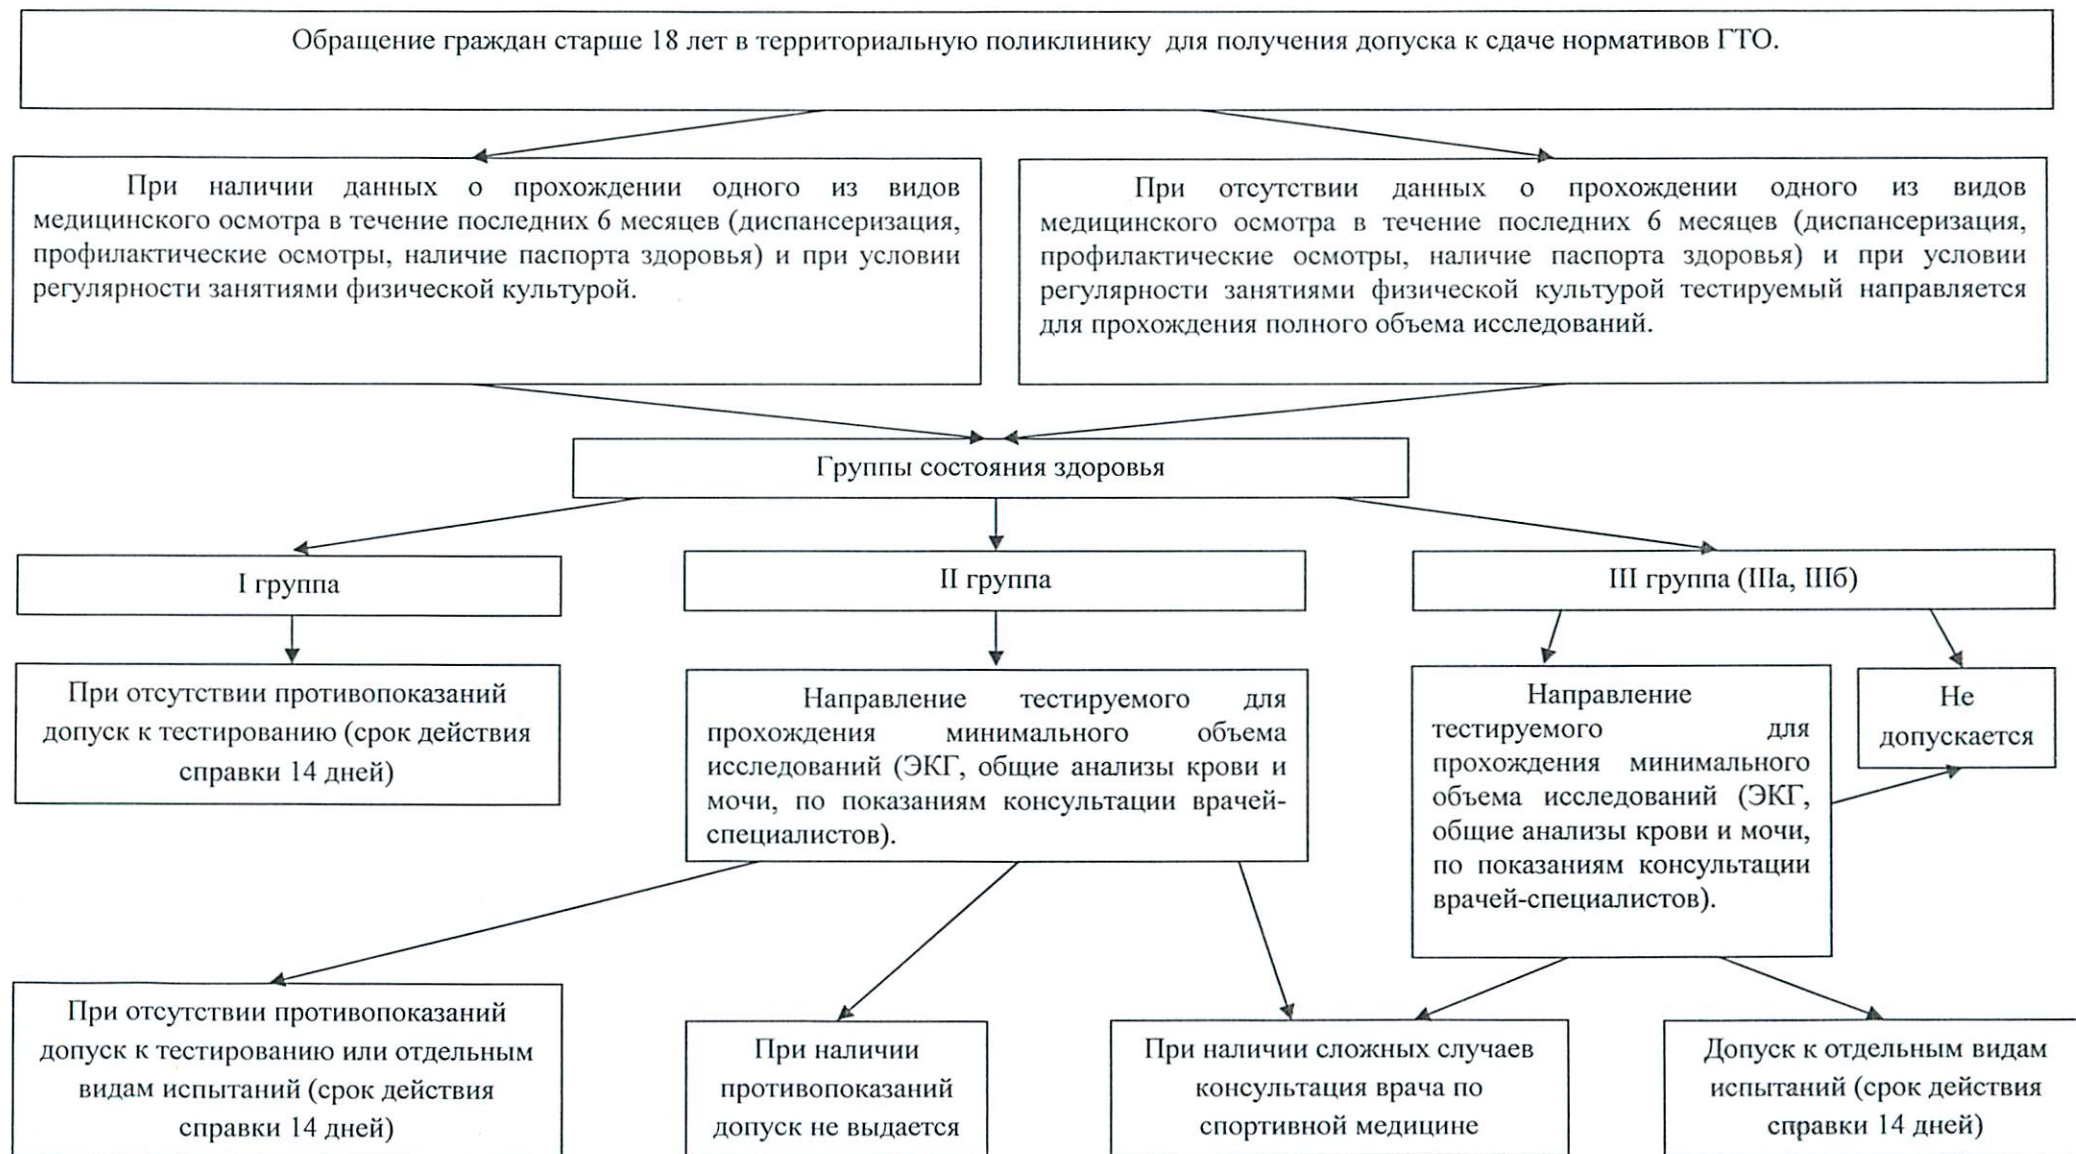 Обращение граждан старше 18 лет в территориальную поликлинику для получения допуска к сдаче нормативов ГТО.
При наличии данных о прохождении одного из видов
медицинского осмотра в течение последних 6 месяцев (диспансеризация,
профилактические осмотры, наличие паспорта здоровья) и при условии
регулярности занятиями физической культурой.
При отсутствии данных о прохождении одного из видов
медицинского осмотра в течение последних 6 месяцев (диспансеризация,
профилактические осмотры, наличие паспорта здоровья) и при условии
регулярности занятиями физической культурой тестируемый направляется
для прохождения полного объема исследований.
Группы состояния здоровья
I группа
II группа
III группа (IIIа, IIIб)
При отсутствии противопоказаний
допуск к тестированию (срок действия
справки 14 дней)
Направление тестируемого для
прохождения минимального объема
исследований (ЭКГ, общие анализы крови и
мочи, по показаниям консультации врачей-
специалистов).
Направление
тестируемого для
прохождения минимального
объема исследований (ЭКГ,
общие анализы крови и мочи,
по показаниям консультации
врачей-специалистов).
Не
допускается
При отсутствии противопоказаний
допуск к тестированию или отдельным
видам испытаний (срок действия
справки 14 дней)
При наличии
противопоказаний
допуск не выдается
При наличии сложных случаев
консультация врача по
спортивной медицине
Допуск к отдельным видам
испытаний (срок действия
справки 14 дней)